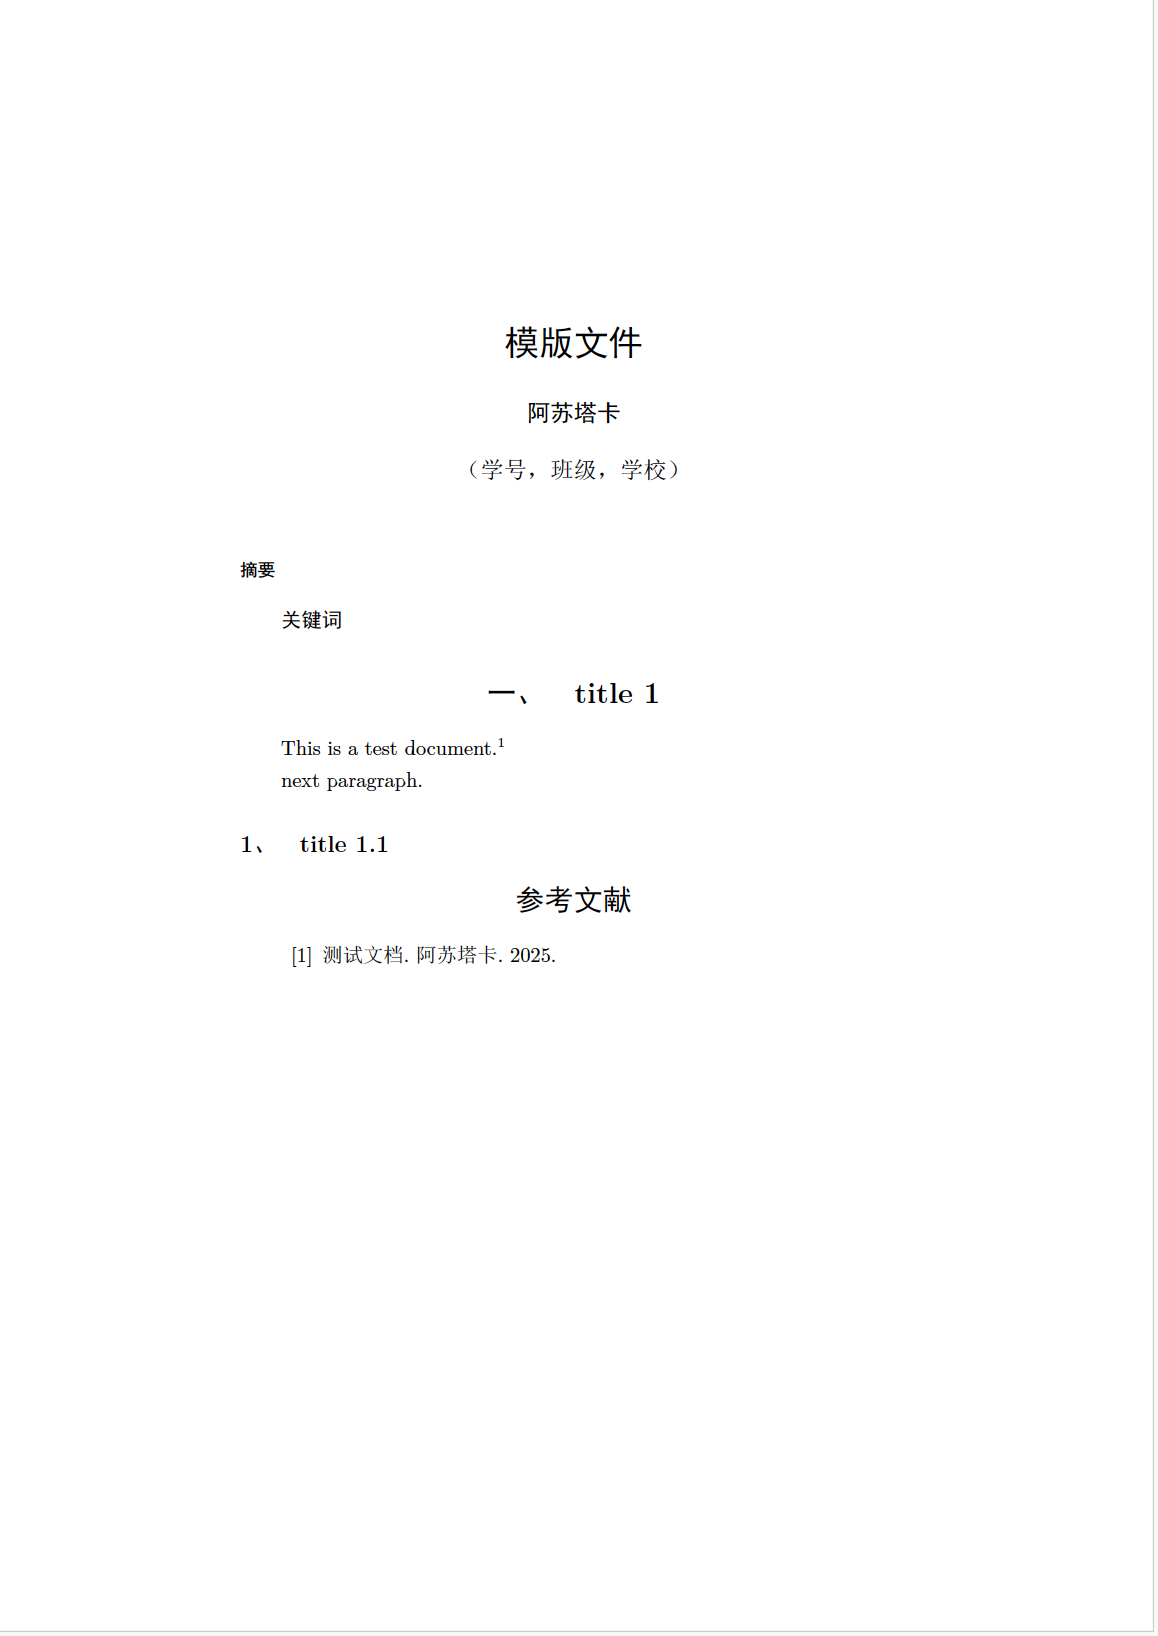 模版文件
阿苏塔卡
（学号，班级，学校）
摘要
关键词
一、 title 1
This is a test document.¹
next paragraph.
1、 title 1.1
参考文献
[1] 测试文档. 阿苏塔卡. 2025.